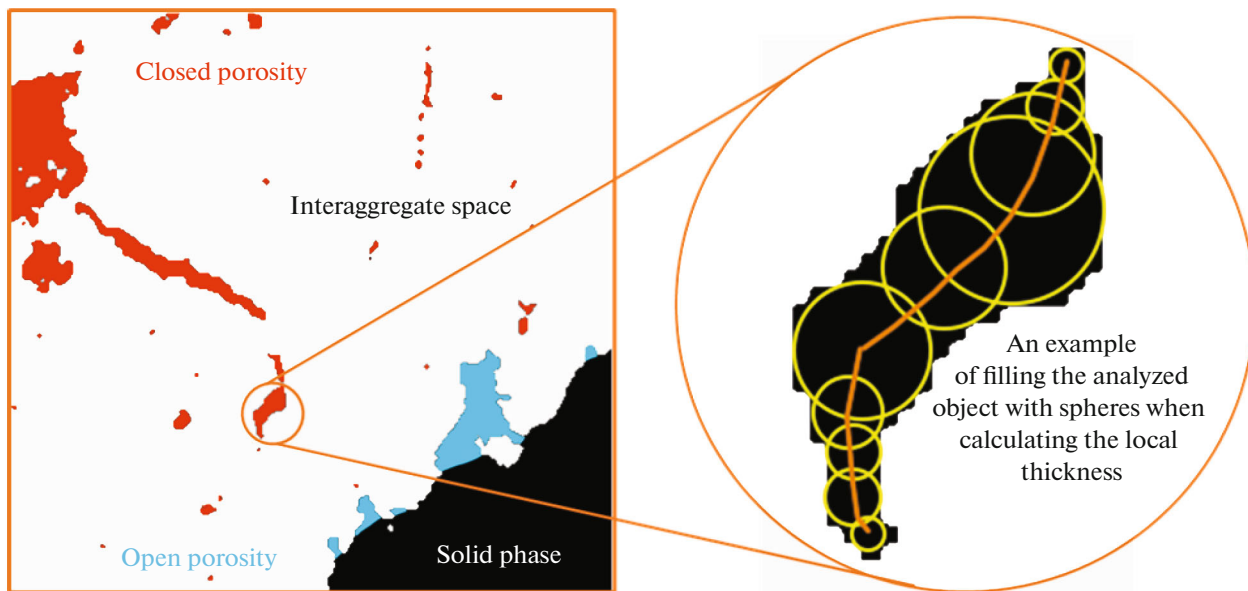 Closed porosity
Interaggregate space
Open porosity
Solid phase
An example
of filling the analyzed
object with spheres when
calculating the local
thickness